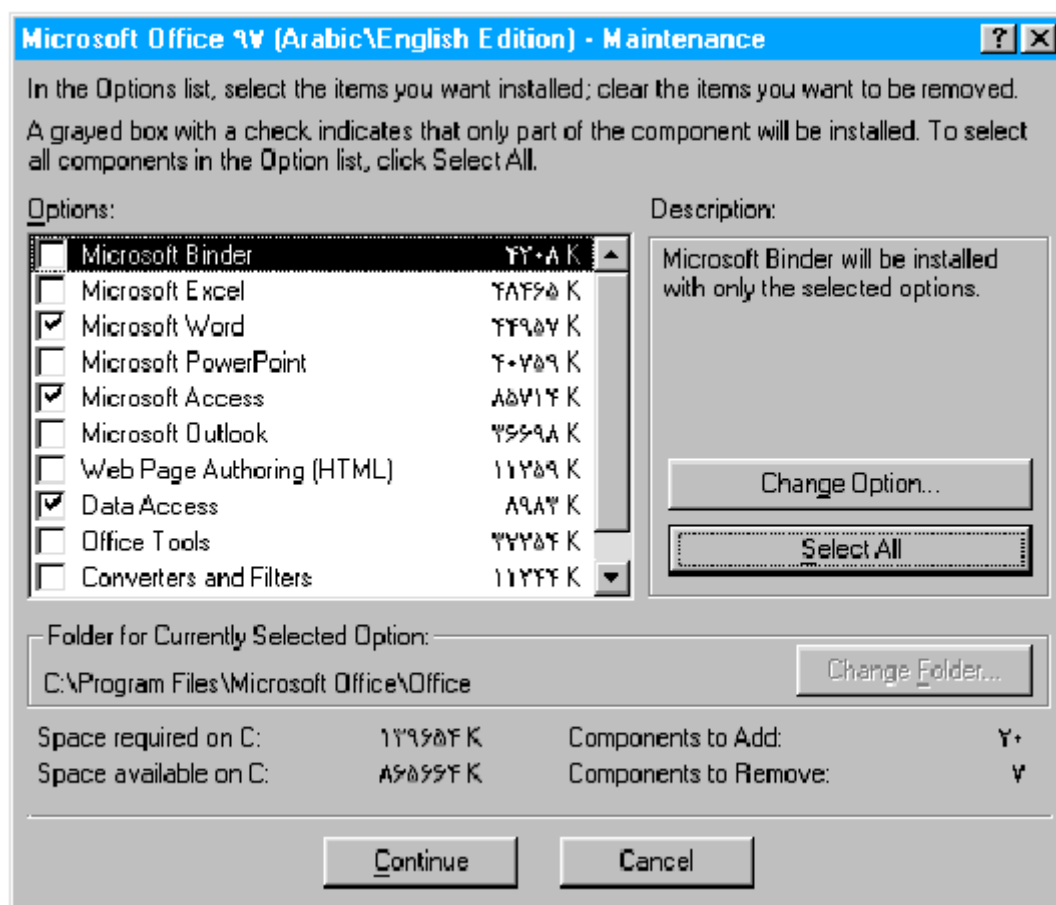 Microsoft Office ۹۷ (Arabic\English Edition) - Maintenance
In the Options list, select the items you want installed; clear the items you want to be removed.
A grayed box with a check indicates that only part of the component will be installed. To select
all components in the Option list, click Select All.
Options:
Description:
Microsoft Binder ۴۲۰۸ K
Microsoft Excel ۴۸۴۶۵ K
Microsoft Word ۴۴۹۵۷ K
Microsoft PowerPoint ۴۰۷۵۹ K
Microsoft Access ۸۵۷۱۴ K
Microsoft Outlook ۳۶۶۹۸ K
Web Page Authoring (HTML) ۱۱۲۵۹ K
Data Access ۸۹۸۳ K
Office Tools ۳۷۲۵۴ K
Converters and Filters ۱۱۲۴۴ K
Microsoft Binder will be installed
with only the selected options.
Change Option...
Select All
Folder for Currently Selected Option:
C:\Program Files\Microsoft Office\Office
Change Folder...
Space required on C: ۱۳۹۶۵۴ K
Components to Add: ۲۰
Space available on C: ۸۶۵۶۶۴ K
Components to Remove: ۷
Continue
Cancel